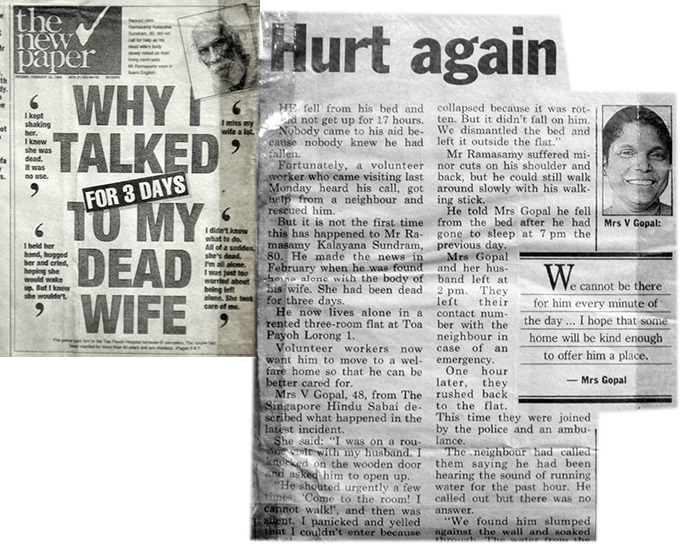 the
new
paper
Ramasamy Kalayana
Sundram, 80, did not
call for help as his
dead wife's body
slowly rotted on their
living room sofa.
Mr Ramasamy says in
fluent English:
WHY I
TALKED
FOR 3 DAYS
TO MY
DEAD
WIFE
I kept
shaking
her.
I knew
she was
dead.
It was
no use.
I miss my
wife a lot.
I held her
hand, hugged
her and cried,
hoping she
would wake
up. But I knew
she wouldn't.
I didn't know
what to do.
All of a sudden,
she's dead.
I'm all alone.
I was just too
worried about
being left
alone. She took
care of me.
Hurt again
HE fell from his bed and
did not get up for 17 hours.
Nobody came to his aid be-
cause nobody knew he had
fallen.
Fortunately, a volunteer
worker who came visiting last
Monday heard his call, got
help from a neighbour and
rescued him.
But it is not the first time
this has happened to Mr Ra-
masamy Kalayana Sundram,
80. He made the news in
February when he was found
alone with the body of
his wife. She had been dead
for three days.
He now lives alone in a
rented three-room flat at Toa
Payoh Lorong 1.
Volunteer workers now
want him to move to a wel-
fare home so that he can be
better cared for.
Mrs V Gopal, 48, from The
Singapore Hindu Sabai de-
scribed what happened in the
latest incident.
She said: "I was on a rou-
tine visit with my husband. I
knocked on the wooden door
and asked him to open up.
"He shouted urgently a few
times, 'Come to the room! I
cannot walk!', and then was
silent. I panicked and yelled
that I couldn't enter because
collapsed because it was rot-
ten. But it didn't fall on him.
We dismantled the bed and
left it outside the flat."
Mr Ramasamy suffered mi-
nor cuts on his shoulder and
back, but he could still walk
around slowly with his walk-
ing stick.
He told Mrs Gopal he fell
from the bed after he had
gone to sleep at 7 pm the
previous day.
Mrs Gopal
and her hus-
band left at
2 pm. They
left their
contact num-
ber with the
neighbour in
case of an
emergency.
One hour
later, they
rushed back
to the flat.
This time they were joined
by the police and an ambu-
lance.
The neighbour had called
them saying he had been
hearing the sound of running
water for the past hour. He
called out but there was no
answer.
"We found him slumped
against the wall and soaked
through. The water from the
Mrs V Gopal:
We cannot be there
for him every minute of
the day ... I hope that some
home will be kind enough
to offer him a place.
— Mrs Gopal